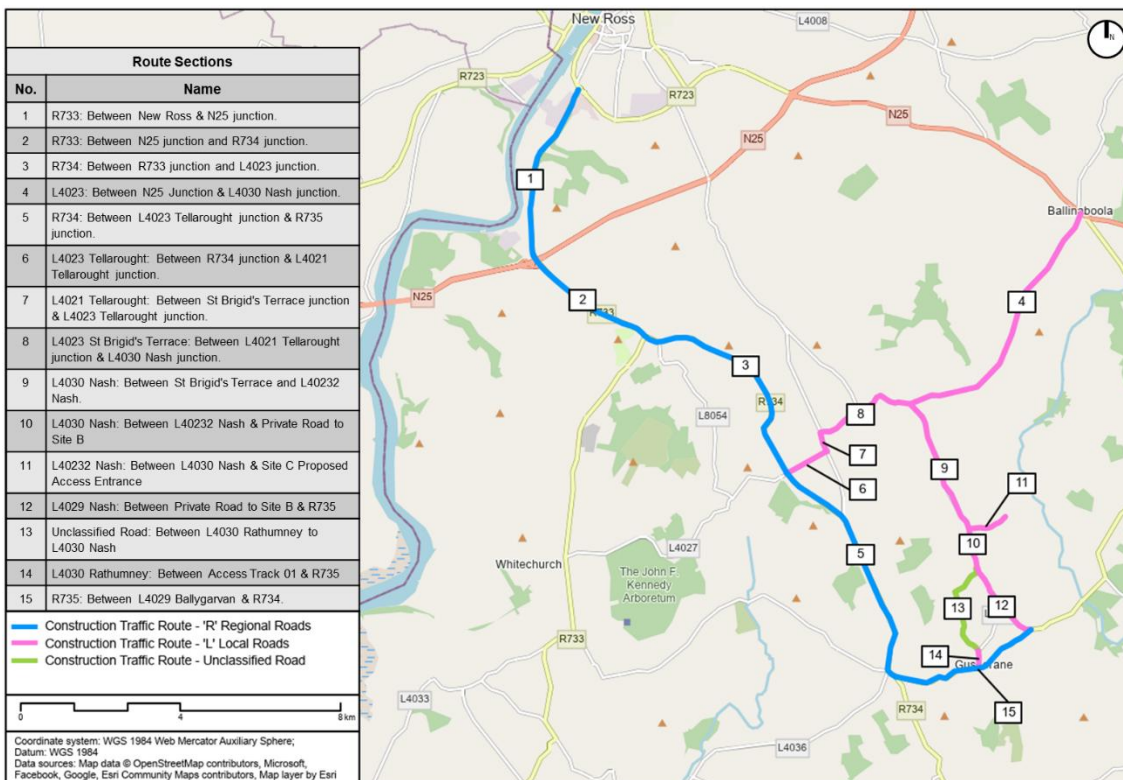 Route Sections
No. Name
1 R733: Between New Ross & N25 junction.
2 R733: Between N25 junction and R734 junction.
3 R734: Between R733 junction and L4023 junction.
4 L4023: Between N25 Junction & L4030 Nash junction.
5 R734: Between L4023 Tellarought junction & R735
junction.
6 L4023 Tellarought: Between R734 junction & L4021
Tellarought junction.
7 L4021 Tellarought: Between St Brigid's Terrace junction
& L4023 Tellarought junction.
8 L4023 St Brigid's Terrace: Between L4021 Tellarought
junction & L4030 Nash junction.
9 L4030 Nash: Between St Brigid's Terrace and L40232
Nash.
10 L4030 Nash: Between L40232 Nash & Private Road to
Site B
11 L40232 Nash: Between L4030 Nash & Site C Proposed
Access Entrance
12 L4029 Nash: Between Private Road to Site B & R735
13 Unclassified Road: Between L4030 Rathumney to
L4030 Nash
14 L4030 Rathumney: Between Access Track 01 & R735
15 R735: Between L4029 Ballygarvan & R734.
Construction Traffic Route - 'R' Regional Roads
Construction Traffic Route - 'L' Local Roads
Construction Traffic Route - Unclassified Road
0 4 8 km
Coordinate system: WGS 1984 Web Mercator Auxiliary Sphere;
Datum: WGS 1984
Data sources: Map data © OpenStreetMap contributors, Microsoft,
Facebook, Google, Esri Community Maps contributors, Map layer by Esri
New Ross
L4008
N
R723
R723
N25
N25
1
Ballinaboola
N25
2
R733
4
3
R734
L8054
8
7
6
9
11
10
5
L4027
Whitechurch
The John F.
Kennedy
Arboretum
13
12
R733
14
15
L4033
R734
L4036